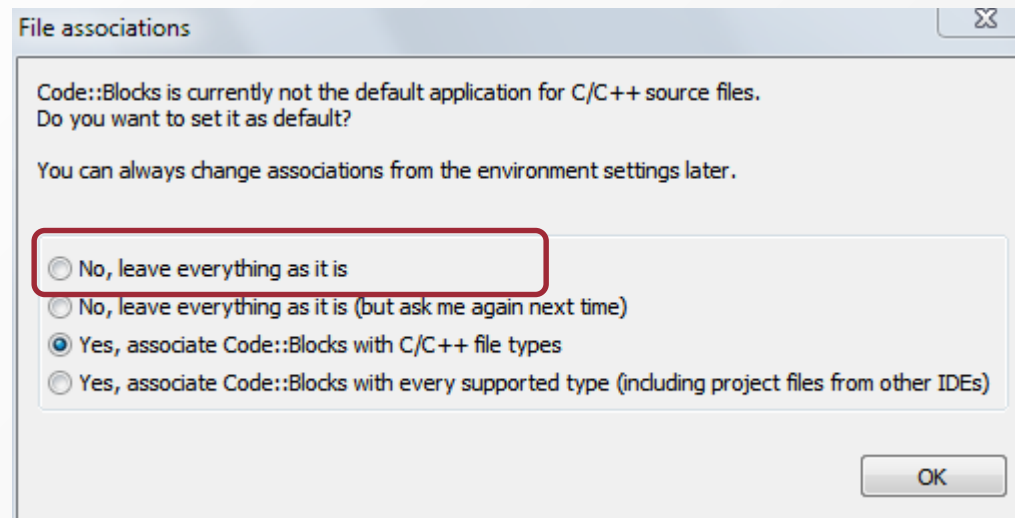 File associations
Code::Blocks is currently not the default application for C/C++ source files.
Do you want to set it as default?
You can always change associations from the environment settings later.
No, leave everything as it is
No, leave everything as it is (but ask me again next time)
Yes, associate Code::Blocks with C/C++ file types
Yes, associate Code::Blocks with every supported type (including project files from other IDEs)
OK